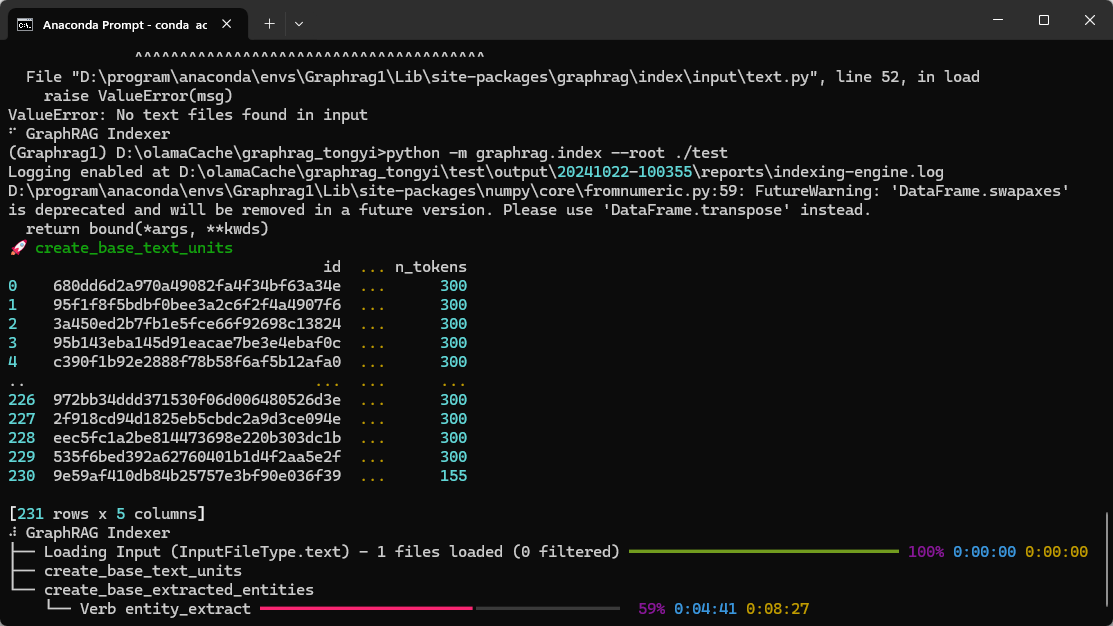 Anaconda Prompt - conda ac
^^^^^^^^^^^^^^^^^^^^^^^^^^^^^^^^^^^^^^^
File "D:\program\anaconda\envs\Graphrag1\Lib\site-packages\graphrag\index\input\text.py", line 52, in load
raise ValueError(msg)
ValueError: No text files found in input
⠋ GraphRAG Indexer
(Graphrag1) D:\olamaCache\graphrag_tongyi>python -m graphrag.index --root ./test
Logging enabled at D:\olamaCache\graphrag_tongyi\test\output\20241022-100355\reports\indexing-engine.log
D:\program\anaconda\envs\Graphrag1\Lib\site-packages\numpy\core\fromnumeric.py:59: FutureWarning: 'DataFrame.swapaxes'
is deprecated and will be removed in a future version. Please use 'DataFrame.transpose' instead.
return bound(*args, **kwds)
🚀 create_base_text_units
id ... n_tokens
0 680dd6d2a970a49082fa4f34bf63a34e ... 300
1 95f1f8f5bdbf0bee3a2c6f2f4a4907f6 ... 300
2 3a450ed2b7fb1e5fce66f92698c13824 ... 300
3 95b143eba145d91eacae7be3e4ebaf0c ... 300
4 c390f1b92e2888f78b58f6af5b12afa0 ... 300
.. ... ... ...
226 972bb34ddd371530f06d006480526d3e ... 300
227 2f918cd94d1825eb5cbdc2a9d3ce094e ... 300
228 eec5fc1a2be814473698e220b303dc1b ... 300
229 535f6bed392a62760401b1d4f2aa5e2f ... 300
230 9e59af410db84b25757e3bf90e036f39 ... 155
[231 rows x 5 columns]
⠼ GraphRAG Indexer
├── Loading Input (InputFileType.text) - 1 files loaded (0 filtered) 100% 0:00:00 0:00:00
├── create_base_text_units
└── create_base_extracted_entities
└── Verb entity_extract 59% 0:04:41 0:08:27